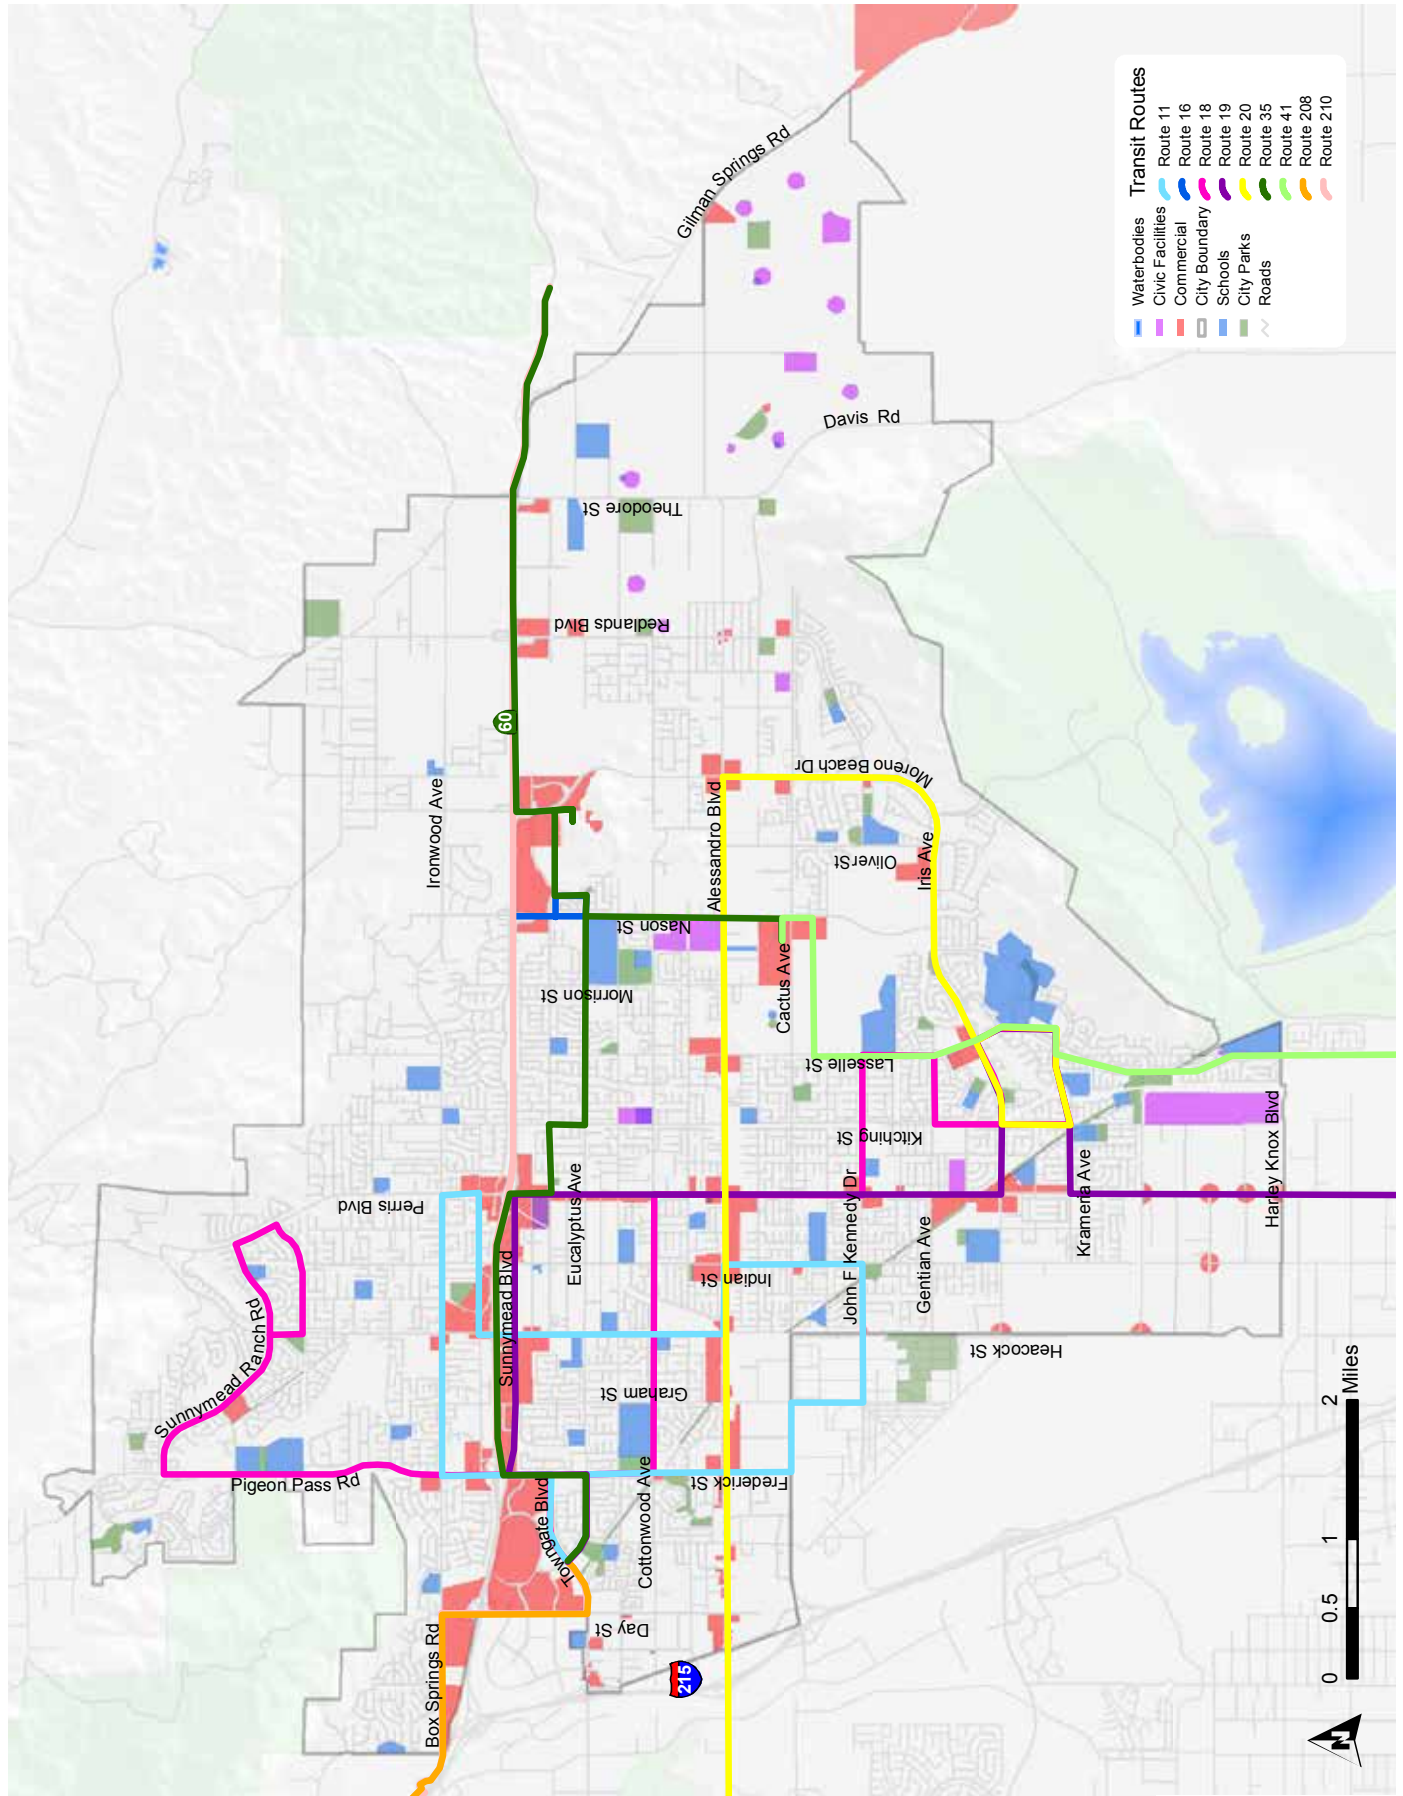 Waterbodies
Civic Facilities
Commercial
City Boundary
Schools
City Parks
Roads
Transit Routes
Route 11
Route 16
Route 18
Route 19
Route 20
Route 35
Route 41
Route 208
Route 210
Gilman Springs Rd
Davis Rd
Theodore St
Redlands Blvd
60
Moreno Beach Dr
Ironwood Ave
Alessandro Blvd
Oliver St
Iris Ave
Nason St
Morrison St
Cactus Ave
Lasselle St
Kitching St
Perris Blvd
Eucalyptus Ave
John F Kennedy Dr
Gentian Ave
Krameria Ave
Harley Knox Blvd
Sunnymead Blvd
Indian St
Sunnymead Ranch Rd
Heacock St
Graham St
Pigeon Pass Rd
Frederick St
Towngate Blvd
Cottonwood Ave
Day St
Box Springs Rd
215
0 0.5 1 2
Miles
N